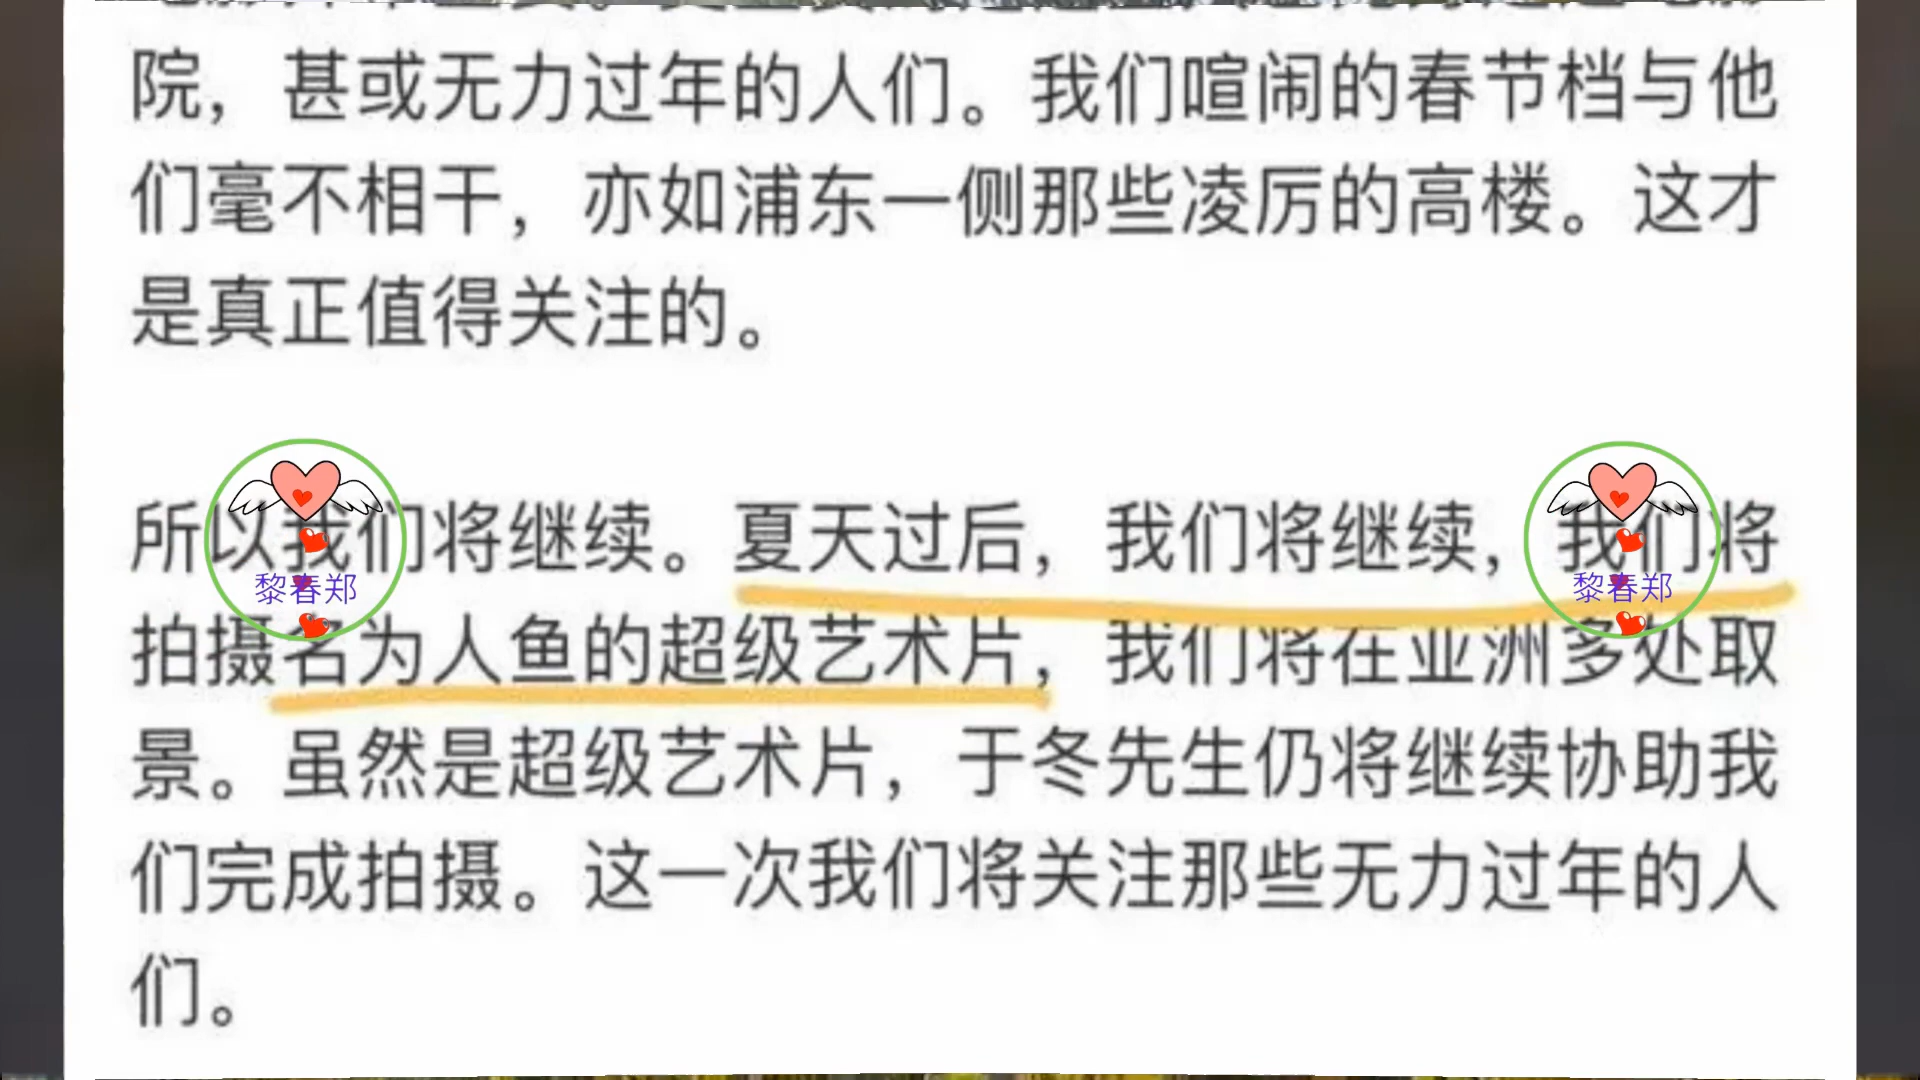 院，甚或无力过年的人们。我们喧闹的春节档与他
们毫不相干，亦如浦东一侧那些凌厉的高楼。这才
是真正值得关注的。
所以我们将继续。夏天过后，我们将继续，我们将
黎春郑
黎春郑
拍摄名为人鱼的超级艺术片，我们将在亚洲多处取
景。虽然是超级艺术片，于冬先生仍将继续协助我
们完成拍摄。这一次我们将关注那些无力过年的人
们。